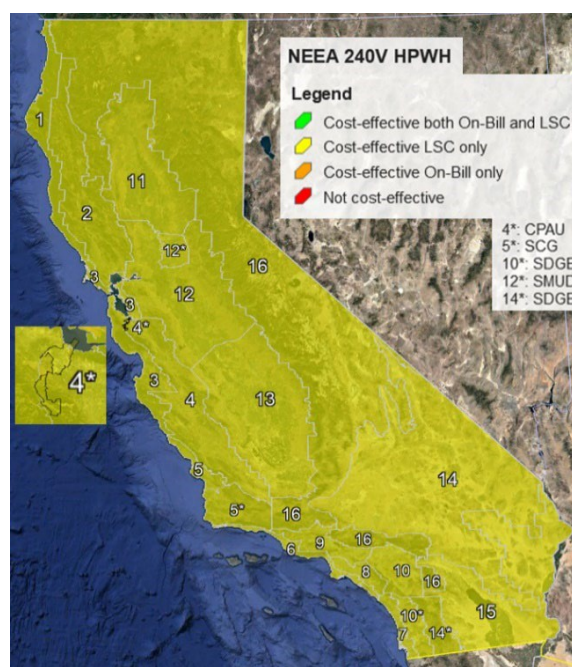 NEEA 240V HPWH
Legend
Cost-effective both On-Bill and LSC
Cost-effective LSC only
Cost-effective On-Bill only
Not cost-effective
4*: CPAU
5*: SCG
10*: SDGE
12*: SMUD
14*: SDGE
1
11
2
12*
16
3
12
3
4*
4*
3
4
13
5
14
5*
16
16
6
9
8
10
16
10*
15
7
14*